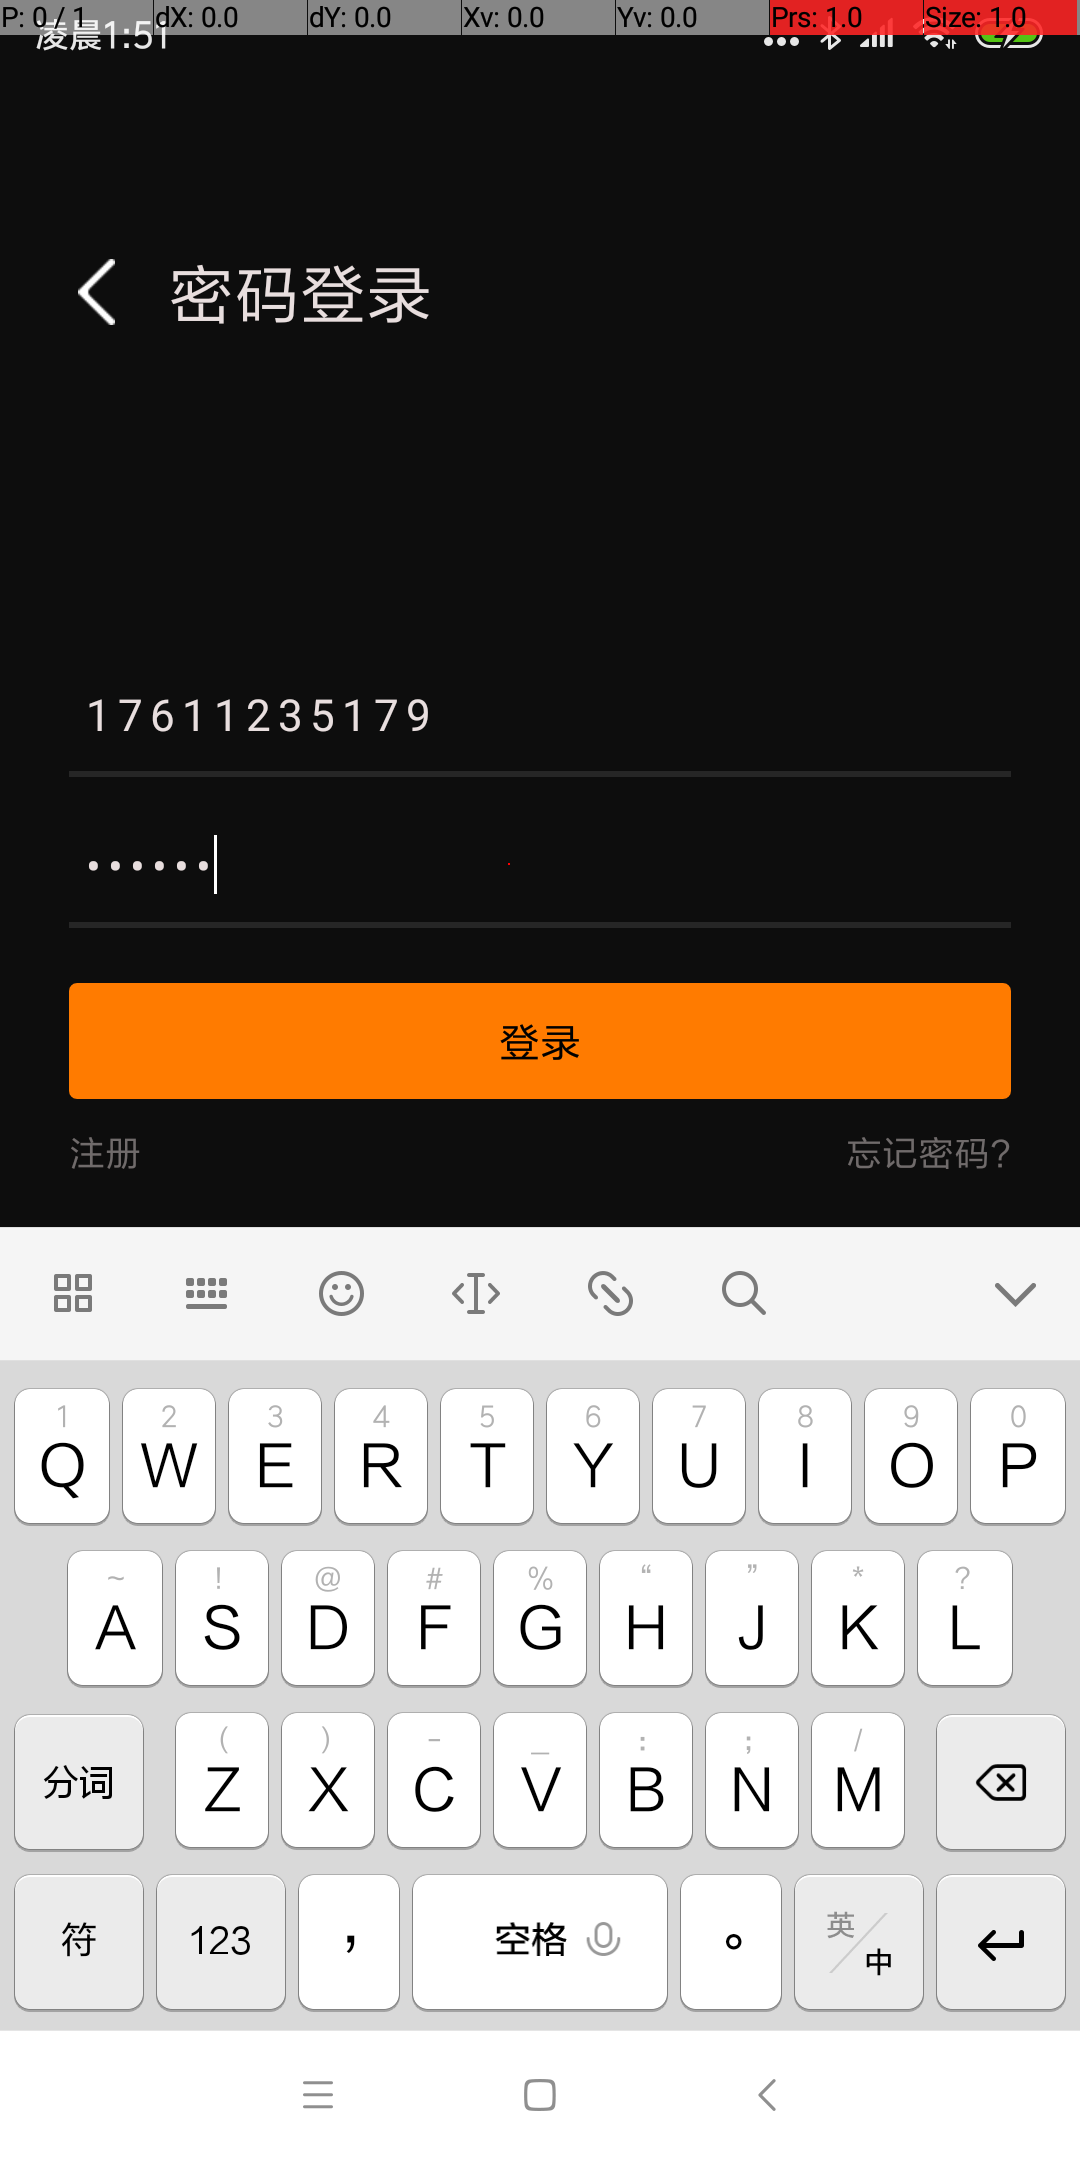 P: 0 / 1 dX: 0.0 dY: 0.0 Xv: 0.0 Yv: 0.0 Prs: 1.0 Size: 1.0
凌晨1:51
密码登录
17611235179
••••••
登录
注册 忘记密码?
1 2 3 4 5 6 7 8 9 0
Q W E R T Y U I O P
~ ! @ # % “ ” * ?
A S D F G H J K L
( ) - _ : ; /
分词 Z X C V B N M
符 123 , 空格 。 英/中